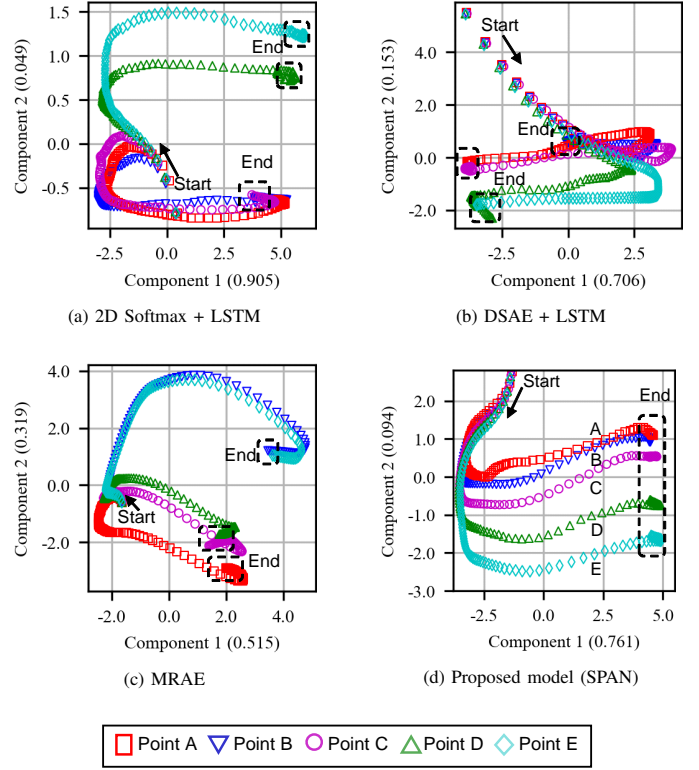 1.5
1.0
0.5
0.0
-0.5
Component 2 (0.049)
End
Start
End
-2.5 0.0 2.5 5.0
Component 1 (0.905)
(a) 2D Softmax + LSTM
4.0
2.0
0.0
-2.0
Component 2 (0.153)
Start
End
End
-2.5 0.0 2.5
Component 1 (0.706)
(b) DSAE + LSTM
4.0
2.0
0.0
-2.0
Component 2 (0.319)
End
Start
End
-2.0 0.0 2.0 4.0
Component 1 (0.515)
(c) MRAE
2.0
1.0
0.0
-1.0
-2.0
-3.0
Component 2 (0.094)
Start
End
A
B
C
D
E
-2.5 0.0 2.5 5.0
Component 1 (0.761)
(d) Proposed model (SPAN)
Point A Point B Point C Point D Point E